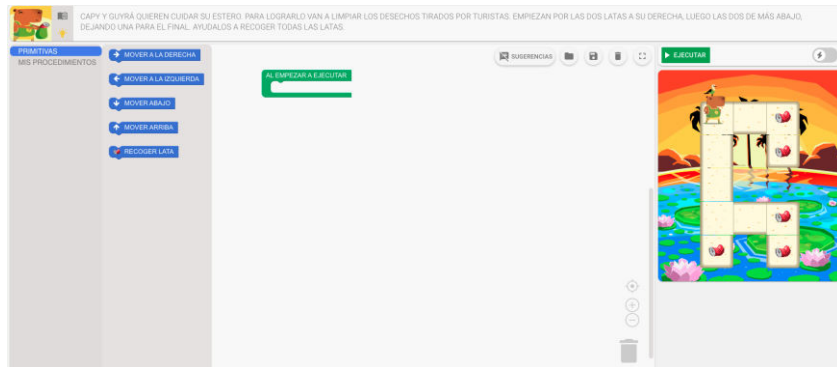 CAPY Y GUYRÁ QUIEREN CUIDAR SU ESTERO. PARA LOGRARLO VAN A LIMPIAR LOS DESECHOS TIRADOS POR TURISTAS. EMPIEZAN POR LAS DOS LATAS A SU DERECHA, LUEGO LAS DOS DE MÁS ABAJO,
DEJANDO UNA PARA EL FINAL. AYUDALOS A RECOGER TODAS LAS LATAS.
PRIMITIVAS
MIS PROCEDIMIENTOS
MOVER A LA DERECHA
MOVER A LA IZQUIERDA
MOVER ABAJO
MOVER ARRIBA
RECOGER LATA
AL EMPEZAR A EJECUTAR
SUGERENCIAS
EJECUTAR